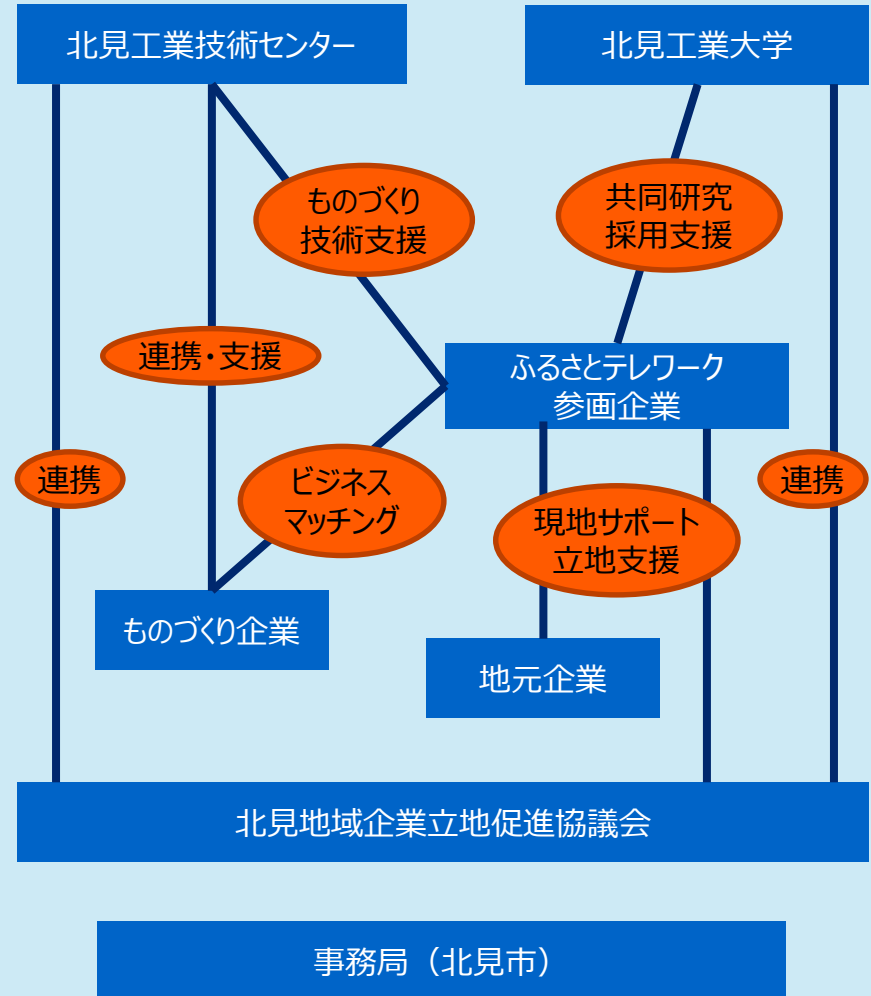 北見工業技術センター
北見工業大学
ものづくり
技術支援
共同研究
採用支援
連携・支援
ふるさとテレワーク
参画企業
連携
ビジネス
マッチング
連携
現地サポート
立地支援
ものづくり企業
地元企業
北見地域企業立地促進協議会
事務局（北見市）